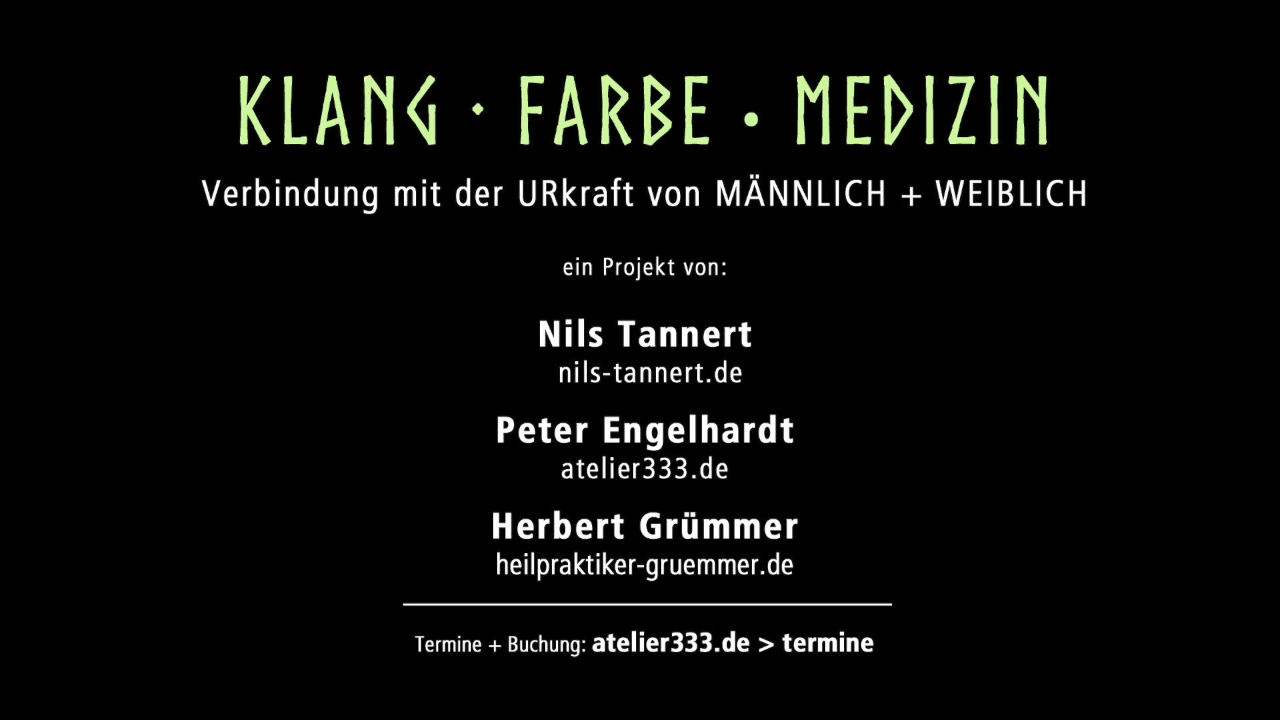 KLANG · FARBE • MEDIZIN
Verbindung mit der URkraft von MÄNNLICH + WEIBLICH
ein Projekt von:
Nils Tannert
nils-tannert.de
Peter Engelhardt
atelier333.de
Herbert Grümmer
heilpraktiker-gruemmer.de
Termine + Buchung: atelier333.de > termine